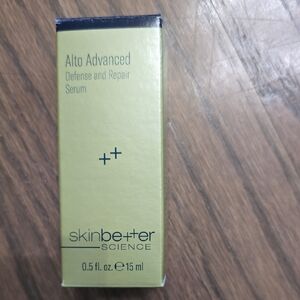 Alto Advanced
Defense and Repair
Serum
++
skinbetter
SCIENCE
0.5 fl. oz. ℮ 15 ml